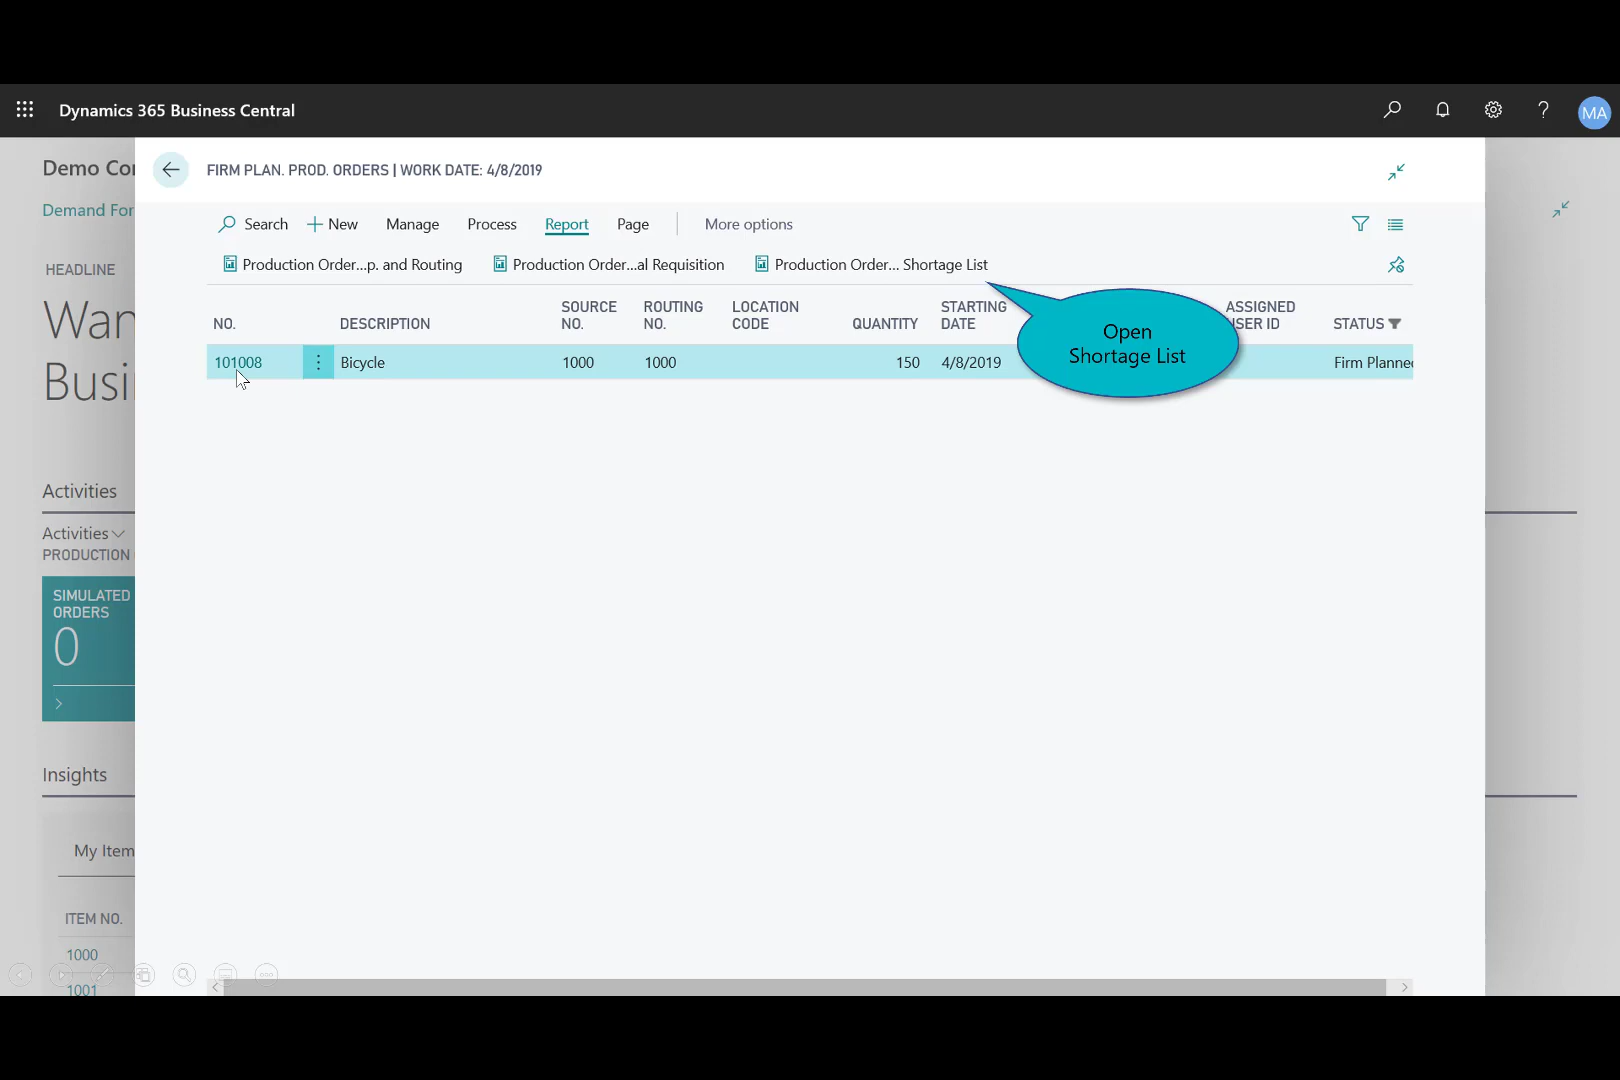 Dynamics 365 Business Central
MA
Demo Cor
Demand For
HEADLINE
Wan
Busi
Activities
Activities
PRODUCTION
SIMULATED
ORDERS
0
Insights
My Item
ITEM NO.
1000
1001
FIRM PLAN. PROD. ORDERS | WORK DATE: 4/8/2019
Search New Manage Process Report Page More options
Production Order...p. and Routing Production Order...al Requisition Production Order... Shortage List
NO. DESCRIPTION SOURCE NO. ROUTING NO. LOCATION CODE QUANTITY STARTING DATE ASSIGNED USER ID STATUS
101008 Bicycle 1000 1000 150 4/8/2019 Firm Planned
Open
Shortage List